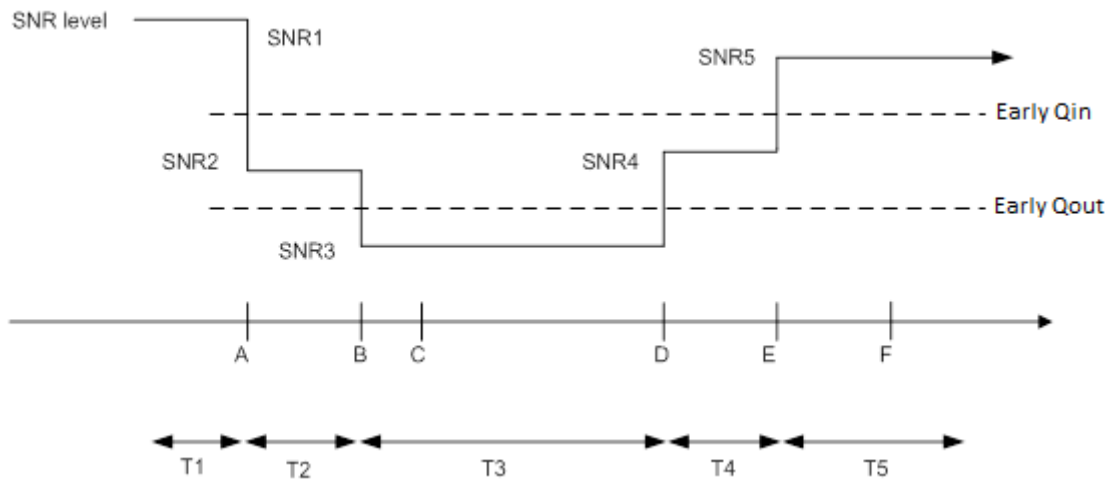 SNR level
SNR1
SNR5
Early Qin
SNR2
SNR4
Early Qout
SNR3
A B C D E F
T1 T2 T3 T4 T5